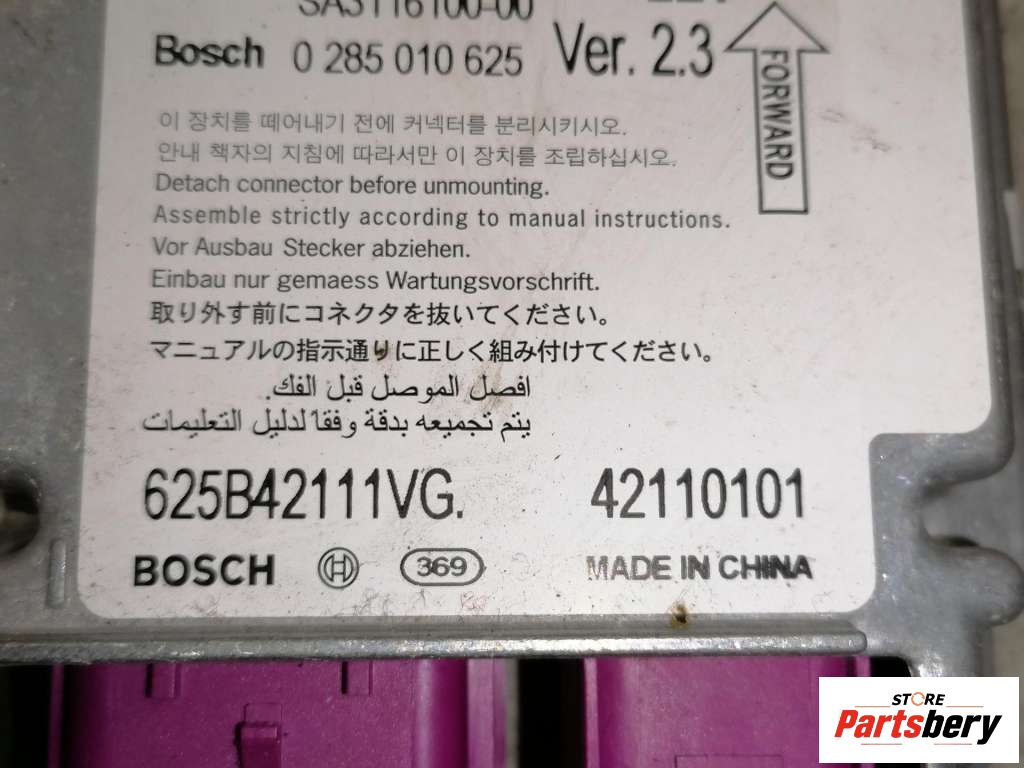 SA3116100-00
Bosch 0 285 010 625 Ver. 2.3
FORWARD
이 장치를 떼어내기 전에 커넥터를 분리시키시오.
안내 책자의 지침에 따라서만 이 장치를 조립하십시오.
Detach connector before unmounting.
Assemble strictly according to manual instructions.
Vor Ausbau Stecker abziehen.
Einbau nur gemaess Wartungsvorschrift.
取り外す前にコネクタを抜いてください。
マニュアルの指示通りに正しく組み付けてください。
افصل الموصل قبل الفك.
يتم تجميعه بدقة وفقاً لدليل التعليمات
625B42111VG. 42110101
BOSCH 369 MADE IN CHINA
STORE
Partsbery